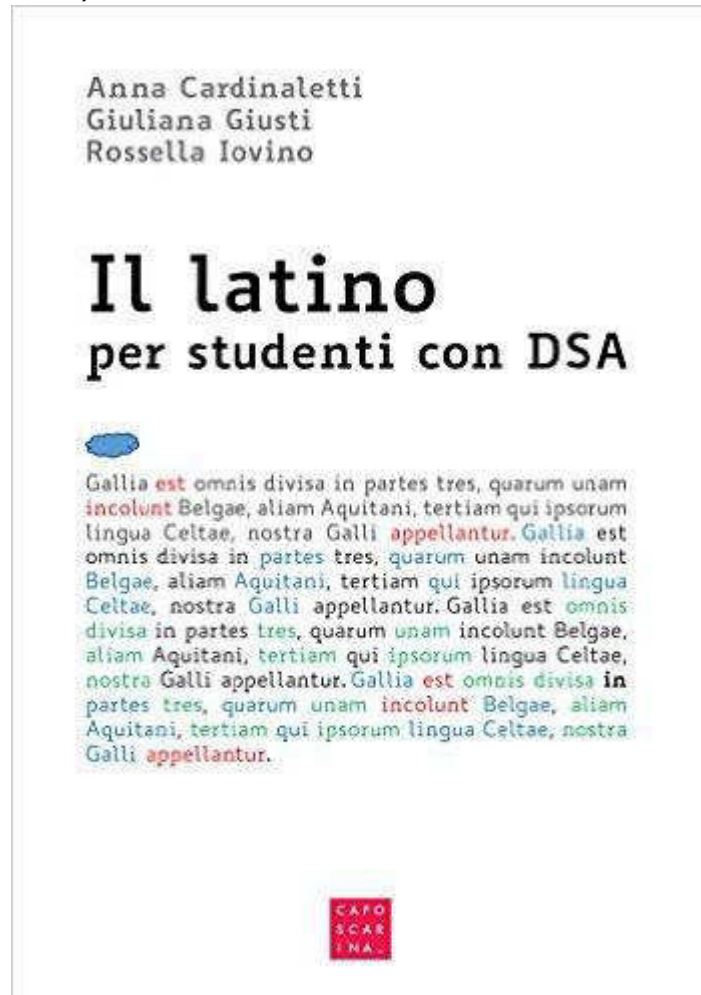 Anna Cardinaletti
Giuliana Giusti
Rossella Iovino
Il latino
per studenti con DSA
Gallia est omnis divisa in partes tres, quarum unam
incolunt Belgae, aliam Aquitani, tertiam qui ipsorum
lingua Celtae, nostra Galli appellantur. Gallia est
omnis divisa in partes tres, quarum unam incolunt
Belgae, aliam Aquitani, tertiam qui ipsorum lingua
Celtae, nostra Galli appellantur. Gallia est omnis
divisa in partes tres, quarum unam incolunt Belgae,
aliam Aquitani, tertiam qui ipsorum lingua Celtae,
nostra Galli appellantur. Gallia est omnis divisa in
partes tres, quarum unam incolunt Belgae, aliam
Aquitani, tertiam qui ipsorum lingua Celtae, nostra
Galli appellantur.
CAFO
SCAR
INA.